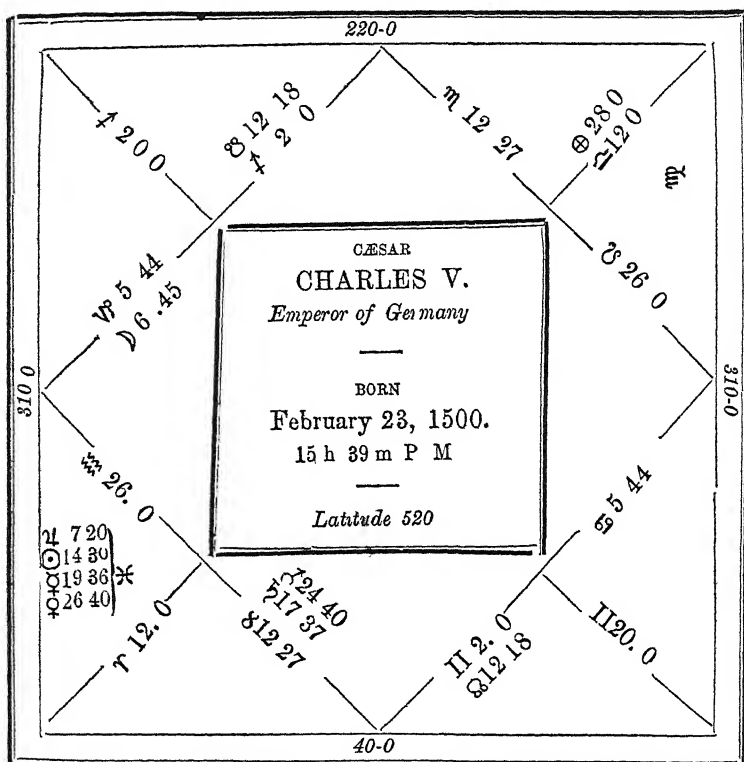 220-0
♐ 20 0
☋ 12 18
♐ 2 0
♏ 12 27
⊕ 28 0
♎ 12 0
♍
♑ 5 44
☽ 6 .45
☋ 26 0
CÆSAR
CHARLES V.
Emperor of Germany
BORN
February 23, 1500.
15 h 39 m P M
Latitude 520
310 0
310-0
♒ 26. 0
♋ 5 44
♃ 7 20
☉ 14 30
☿ 19 36 ♓
♀ 26 40
♈ 12. 0
♂ 24 40
♄ 17 37
♉ 12 27
II 2. 0
☊ 12 18
II 20. 0
40-0